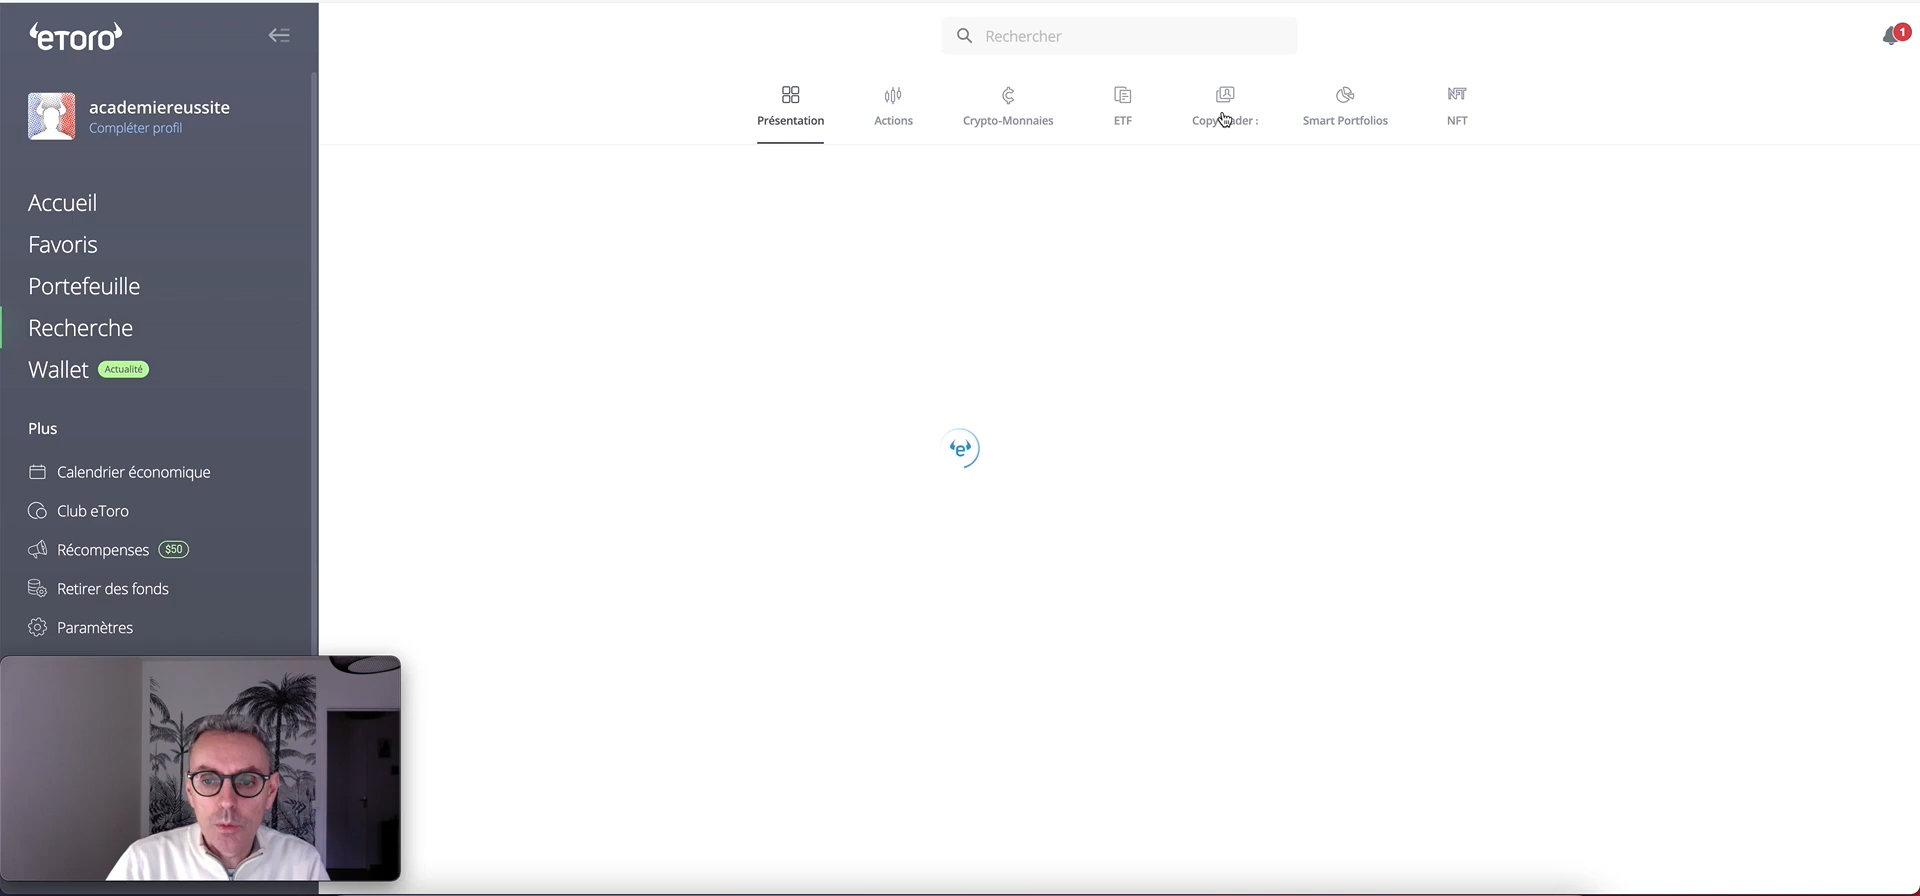 eToro
Rechercher
1
academiereussite
Compléter profil
Présentation
Actions
Crypto-Monnaies
ETF
Smart Portfolios
NFT
Accueil
Favoris
Portefeuille
Recherche
Wallet Actualité
Plus
Calendrier économique
Club eToro
Récompenses $50
Retirer des fonds
Paramètres